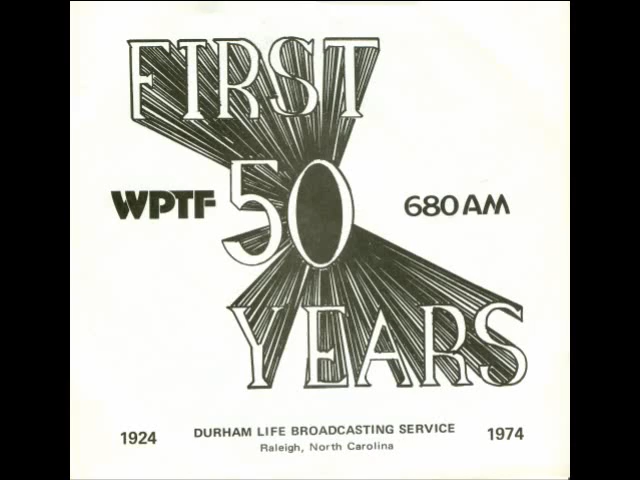 FIRST
WPTF 50 680 AM
YEARS
1924 DURHAM LIFE BROADCASTING SERVICE 1974
Raleigh, North Carolina